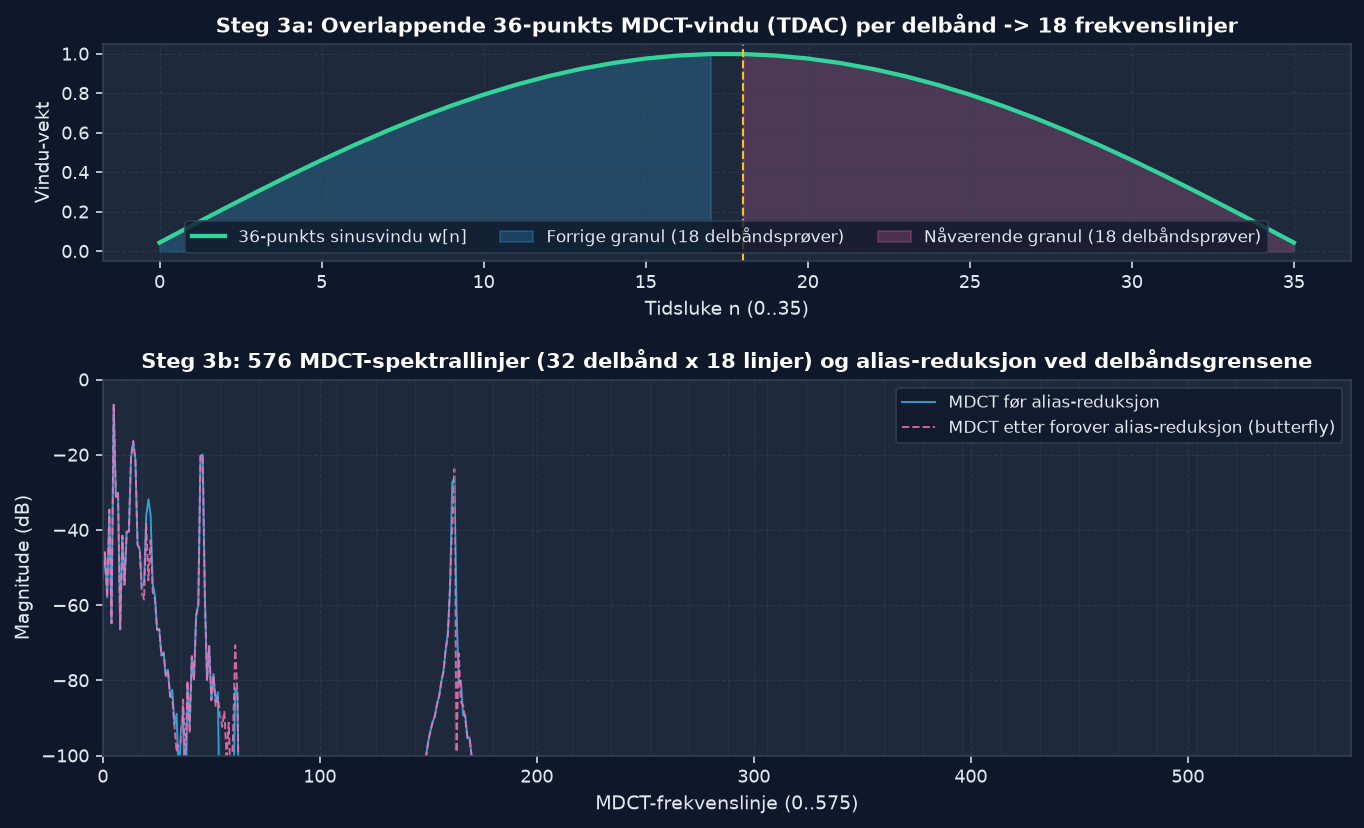 Steg 3a: Overlappende 36-punkts MDCT-vindu (TDAC) per delbånd -> 18 frekvenslinjer
Vindu-vekt
1.0
0.8
0.6
0.4
0.2
0.0
36-punkts sinusvindu w[n]
Forrige granul (18 delbåndsprøver)
Nåværende granul (18 delbåndsprøver)
0 5 10 15 20 25 30 35
Tidsluke n (0..35)
Steg 3b: 576 MDCT-spektrallinjer (32 delbånd x 18 linjer) og alias-reduksjon ved delbåndsgrensene
Magnitude (dB)
0
−20
−40
−60
−80
−100
MDCT før alias-reduksjon
MDCT etter forover alias-reduksjon (butterfly)
0 100 200 300 400 500
MDCT-frekvenslinje (0..575)